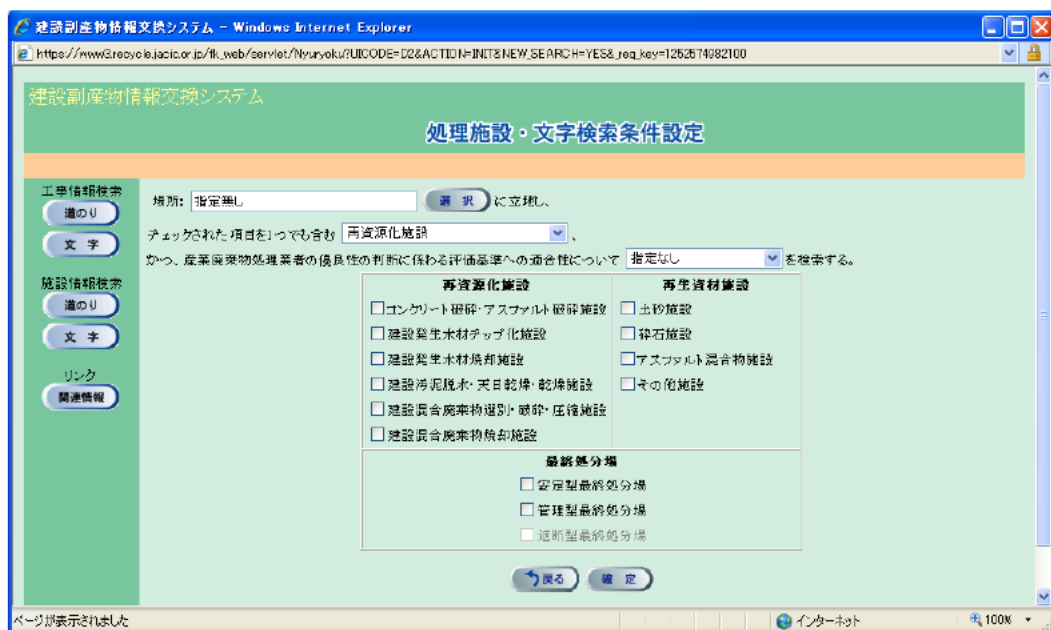 建設副産物情報交換システム - Windows Internet Explorer
https://www3.recycle.jacic.or.jp/fk_web/servlet/Nyuryoku?UICODE=D2&ACTION=INIT&NEW_SEARCH=YES&req_key=1252574982100
建設副産物情報交換システム
処理施設・文字検索条件設定
工事情報検索
道のり
文 字
施設情報検索
道のり
文 字
リンク
関連情報
場所: 指定無し 選 択 に立地し、
チェックされた項目を1つでも含む 再資源化施設 、
かつ、産業廃棄物処理業者の優良性の判断に係わる評価基準への適合性について 指定なし を検索する。
再資源化施設
コンクリート破砕・アスファルト破砕施設
建設発生木材チップ化施設
建設発生木材焼却施設
建設汚泥脱水・天日乾燥・乾燥施設
建設混合廃棄物選別・破砕・圧縮施設
建設混合廃棄物焼却施設
再生資材施設
土砂施設
砕石施設
アスファルト混合物施設
その他施設
最終処分場
安定型最終処分場
管理型最終処分場
遮断型最終処分場
戻る 確 定
ページが表示されました インターネット 100%